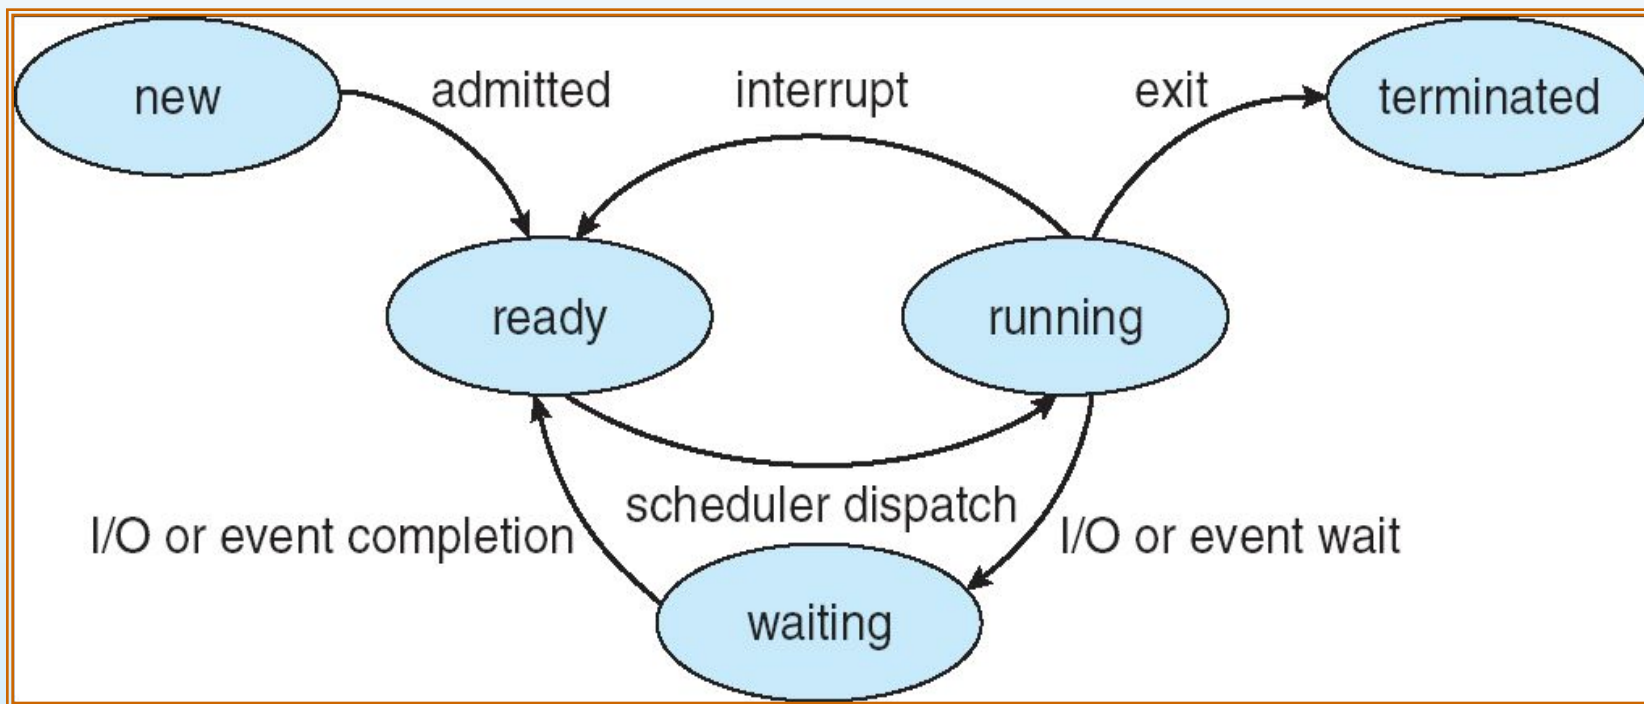 new
admitted
interrupt
exit
terminated
ready
running
scheduler dispatch
I/O or event completion
I/O or event wait
waiting